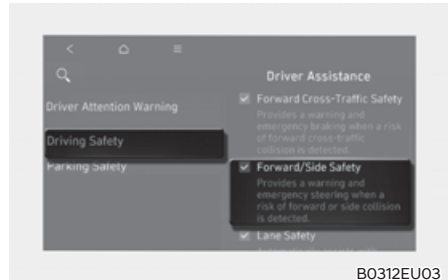 Driver Assistance
Driver Attention Warning
Driving Safety
Parking Safety
Forward Cross-Traffic Safety
Provides a warning and
emergency braking when a risk
of forward cross-traffic
collision is detected.
Forward/Side Safety
Provides a warning and
emergency steering when a
risk of forward or side collision
is detected.
Lane Safety
B0312EU03